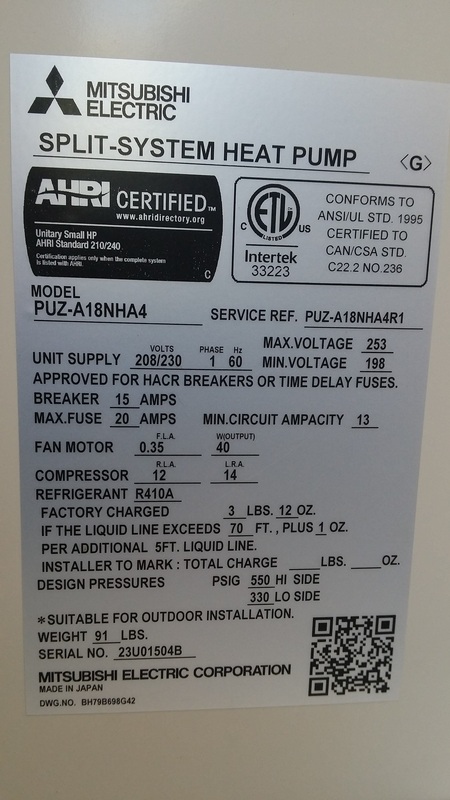 MITSUBISHI
ELECTRIC
SPLIT-SYSTEM HEAT PUMP <G>
AHRI CERTIFIED™
www.ahridirectory.org
Unitary Small HP
AHRI Standard 210/240
Certification applies only when the complete system
is listed with AHRI.
C
C ETL US
LISTED
Intertek
33223
CONFORMS TO
ANSI/UL STD. 1995
CERTIFIED TO
CAN/CSA STD.
C22.2 NO.236
MODEL
PUZ-A18NHA4
SERVICE REF. PUZ-A18NHA4R1
VOLTS PHASE Hz
UNIT SUPPLY 208/230 1 60
MAX.VOLTAGE 253
MIN.VOLTAGE 198
APPROVED FOR HACR BREAKERS OR TIME DELAY FUSES.
BREAKER 15 AMPS
MAX.FUSE 20 AMPS MIN.CIRCUIT AMPACITY 13
F.L.A. W(OUTPUT)
FAN MOTOR 0.35 40
R.L.A. L.R.A.
COMPRESSOR 12 14
REFRIGERANT R410A
FACTORY CHARGED 3 LBS. 12 OZ.
IF THE LIQUID LINE EXCEEDS 70 FT., PLUS 1 OZ.
PER ADDITIONAL 5FT. LIQUID LINE.
INSTALLER TO MARK : TOTAL CHARGE ____ LBS. ____ OZ.
DESIGN PRESSURES PSIG 550 HI SIDE
330 LO SIDE
*SUITABLE FOR OUTDOOR INSTALLATION.
WEIGHT 91 LBS.
SERIAL NO. 23U01504B
MITSUBISHI ELECTRIC CORPORATION
MADE IN JAPAN
DWG.NO. BH79B698G42